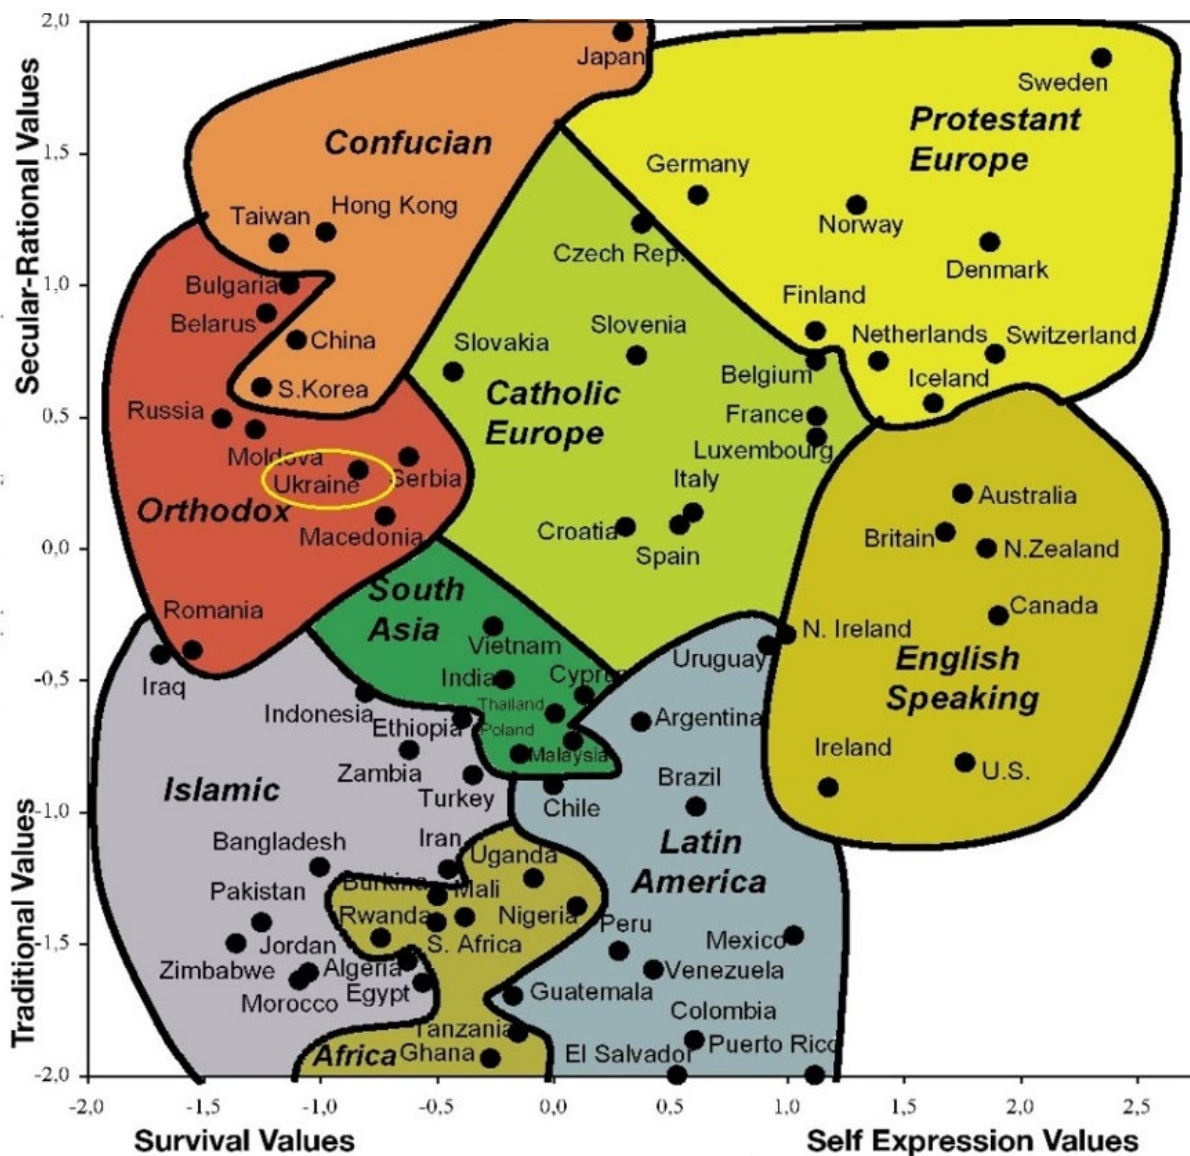 2,0
Japan
Sweden
Confucian
Protestant
Europe
1,5
Germany
Taiwan
Hong Kong
Norway
Czech Rep.
Denmark
1,0
Bulgaria
Finland
Belarus
China
Slovakia
Slovenia
Netherlands
Switzerland
Belgium
Iceland
S.Korea
Catholic
Europe
Russia
France
0,5
Moldova
Luxembourg
Ukraine
Serbia
Italy
Orthodox
Australia
Macedonia
Croatia
Spain
Britain
N.Zealand
0,0
South
Asia
Romania
Canada
Vietnam
N. Ireland
Uruguay
English
Speaking
Iraq
India
-0,5
Indonesia
Ethiopia
Thailand
Poland
Argentina
Zambia
Malaysia
Ireland
U.S.
Islamic
Turkey
Chile
Brazil
-1,0
Bangladesh
Iran
Uganda
Latin
America
Pakistan
Mali
Rwanda
Nigeria
Peru
Jordan
S. Africa
Mexico
-1,5
Zimbabwe
Algeria
Venezuela
Morocco
Egypt
Guatemala
Colombia
Tanzania
Africa
Ghana
El Salvador
Puerto Rico
-2,0
-2,0 -1,5 -1,0 -0,5 0,0 0,5 1,0 1,5 2,0 2,5
Survival Values
Self Expression Values
Traditional Values
Secular-Rational Values